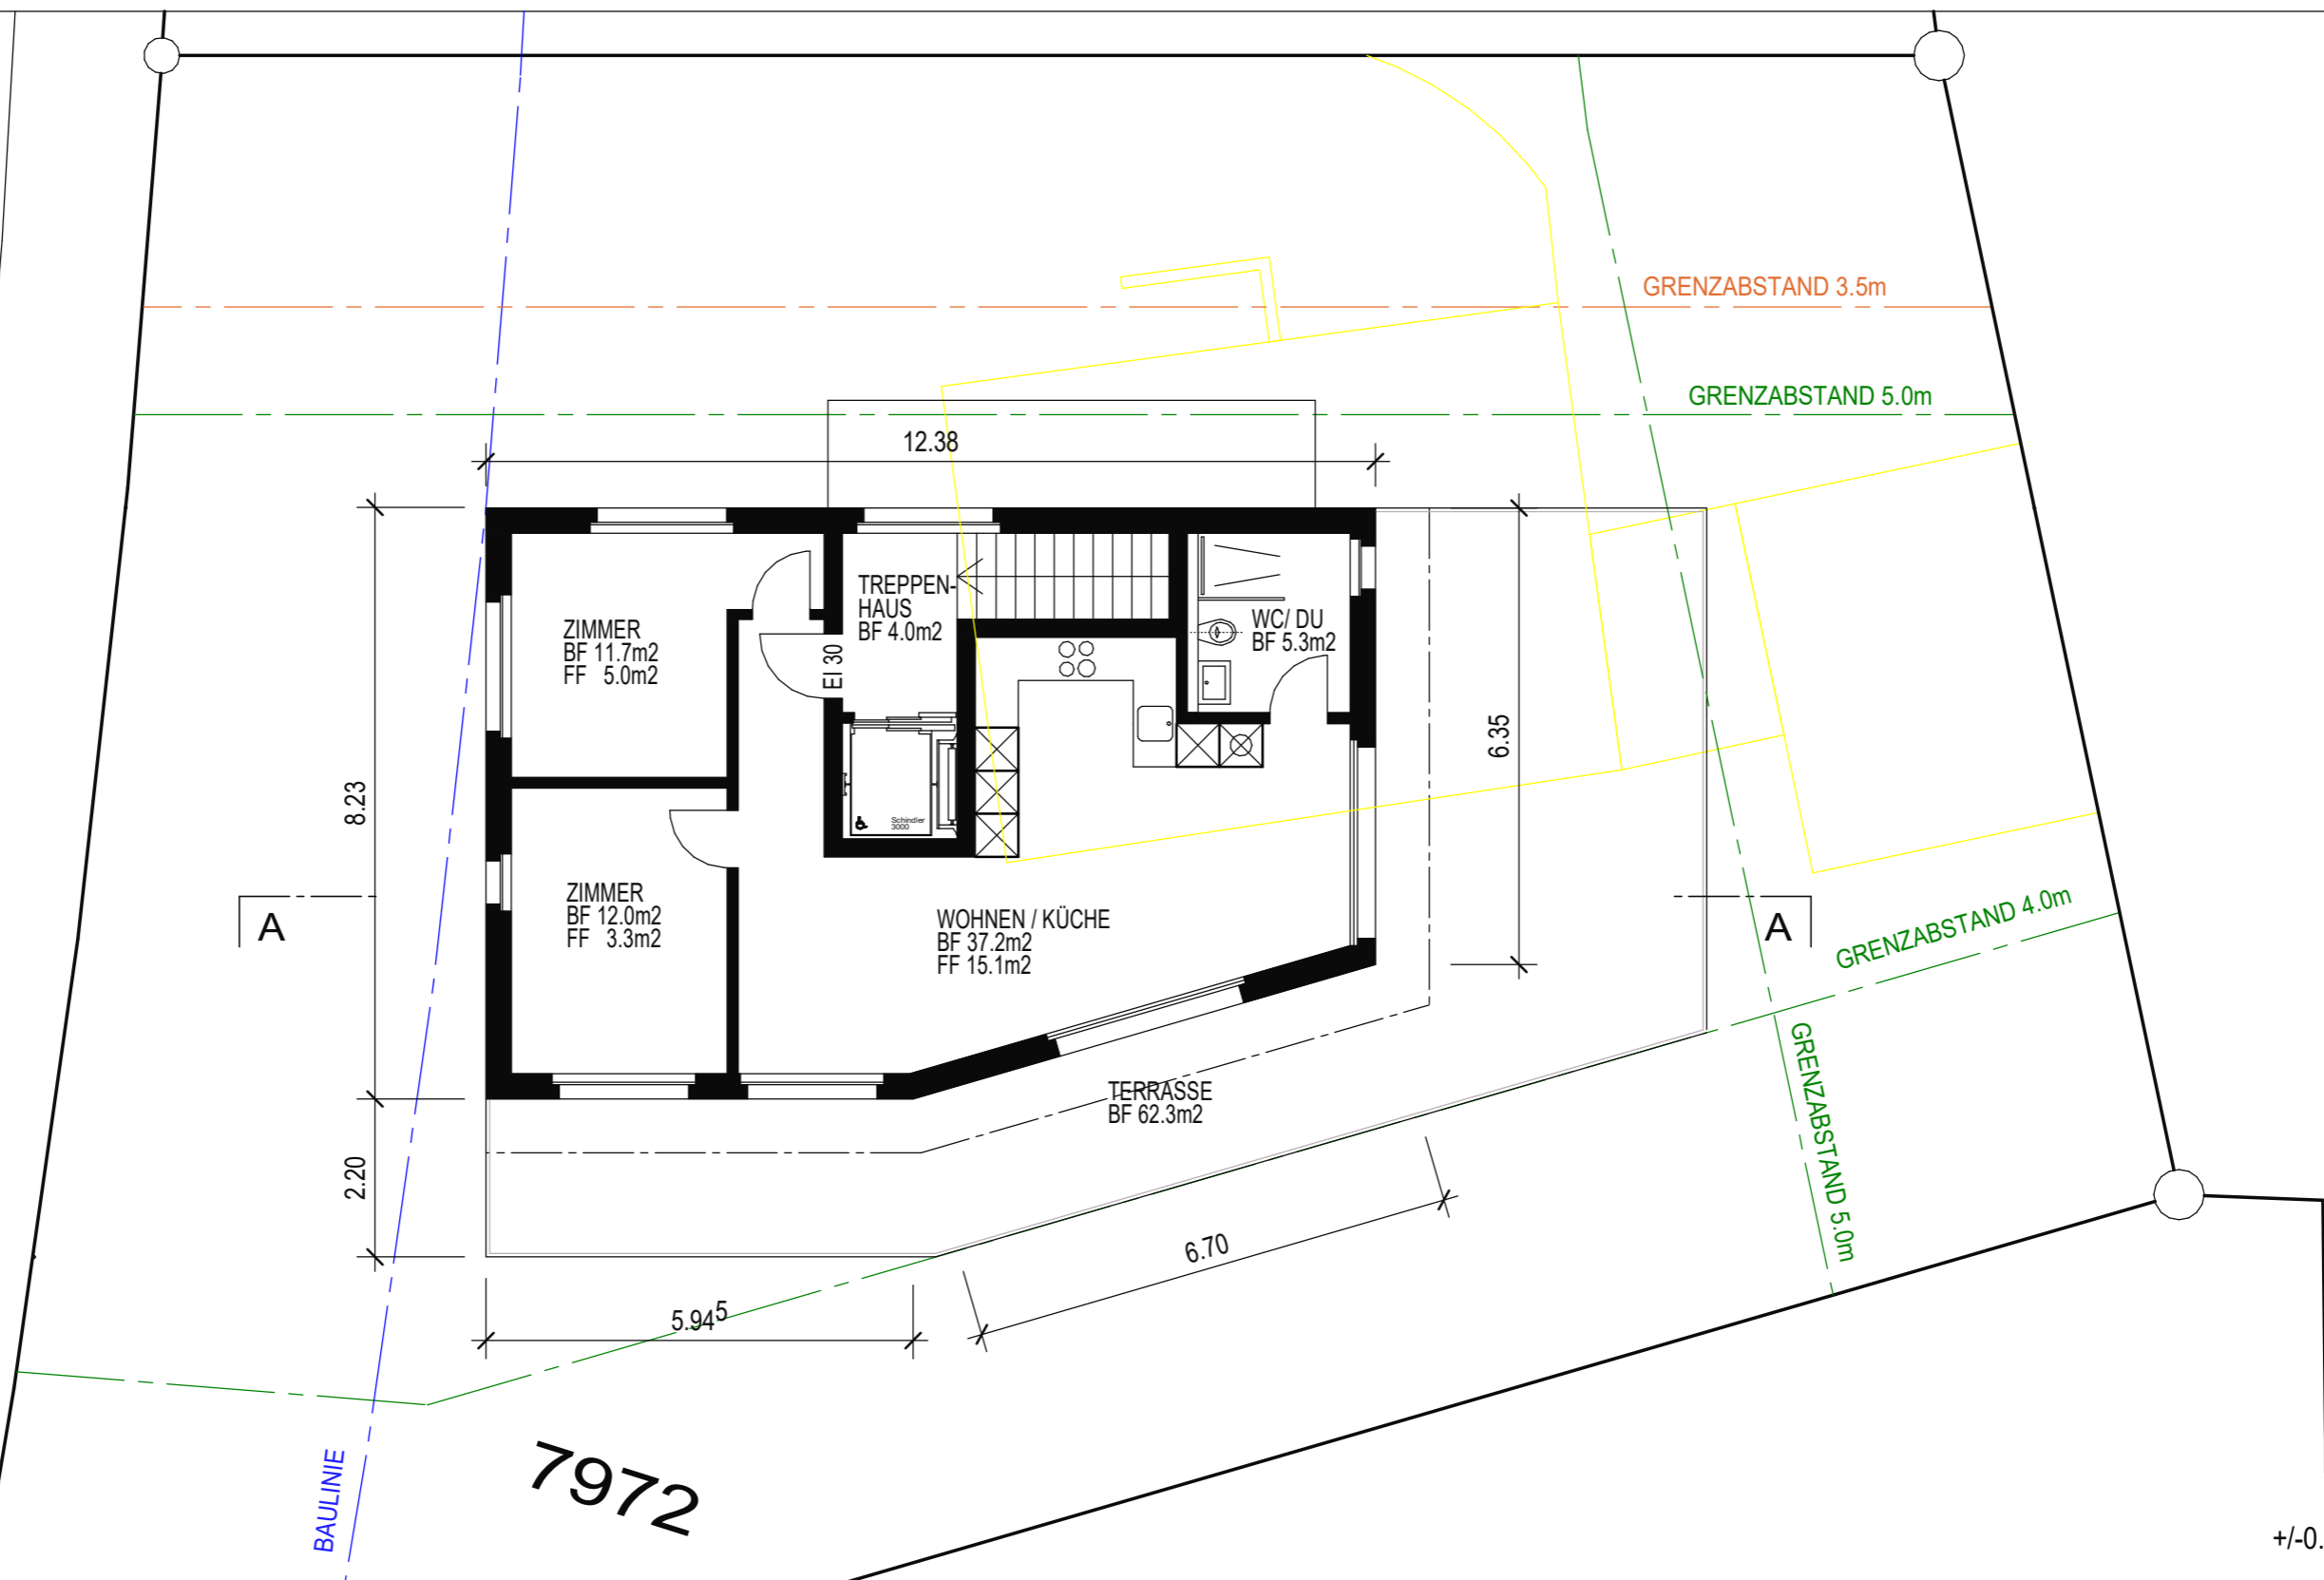 GRENZABSTAND 3.5m
GRENZABSTAND 5.0m
12.38
TREPPEN-
HAUS
BF 4.0m2
ZIMMER
BF 11.7m2
FF 5.0m2
EI 30
WC/ DU
BF 5.3m2
6.35
8.23
Schindler
3000
ZIMMER
BF 12.0m2
FF 3.3m2
WOHNEN / KÜCHE
BF 37.2m2
FF 15.1m2
A
A
GRENZABSTAND 4.0m
GRENZABSTAND 5.0m
TERRASSE
BF 62.3m2
2.20
6.70
5.94⁵
7972
BAULINIE
+/-0.